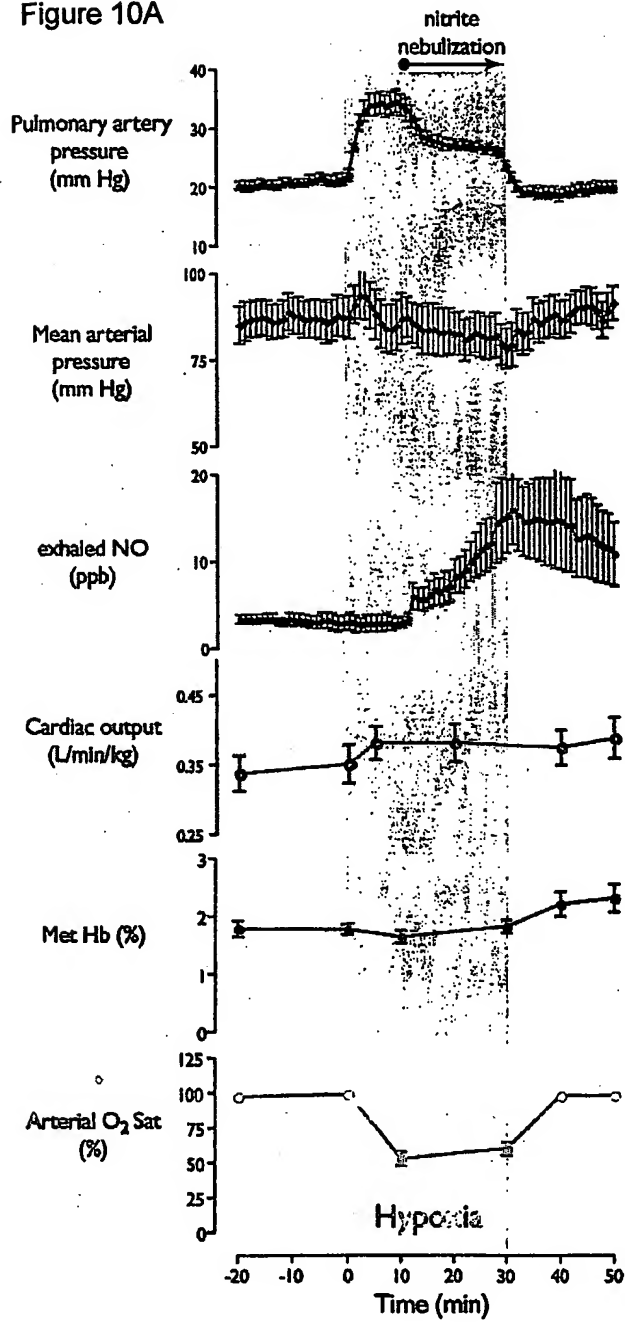 Figure 10A
nitrite
nebulization
40
Pulmonary artery
pressure
(mm Hg)
30
20
10
100
Mean arterial
pressure
(mm Hg)
75
50
20
exhaled NO
(ppb)
10
0
0.45
Cardiac output
(L/min/kg)
0.35
0.25
3
2
Met Hb (%)
1
0
125
100
Arterial O₂ Sat
(%)
75
50
25
0
Hypoxia
-20 -10 0 10 20 30 40 50
Time (min)